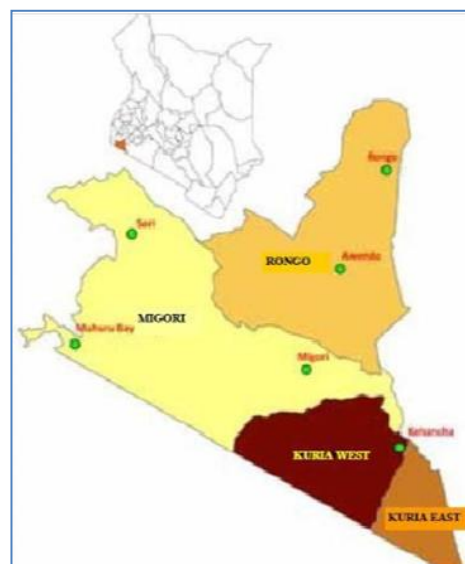 Rongo
Sori
RONGO
Awendo
MIGORI
Muhuru Bay
Migori
Kehancha
KURIA WEST
KURIA EAST